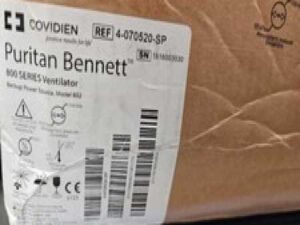 COVIDIEN
positive results for life
REF 4-070520-SP
Puritan Bennett™
SN
800 SERIES Ventilator
Backup Power Source, Model 802